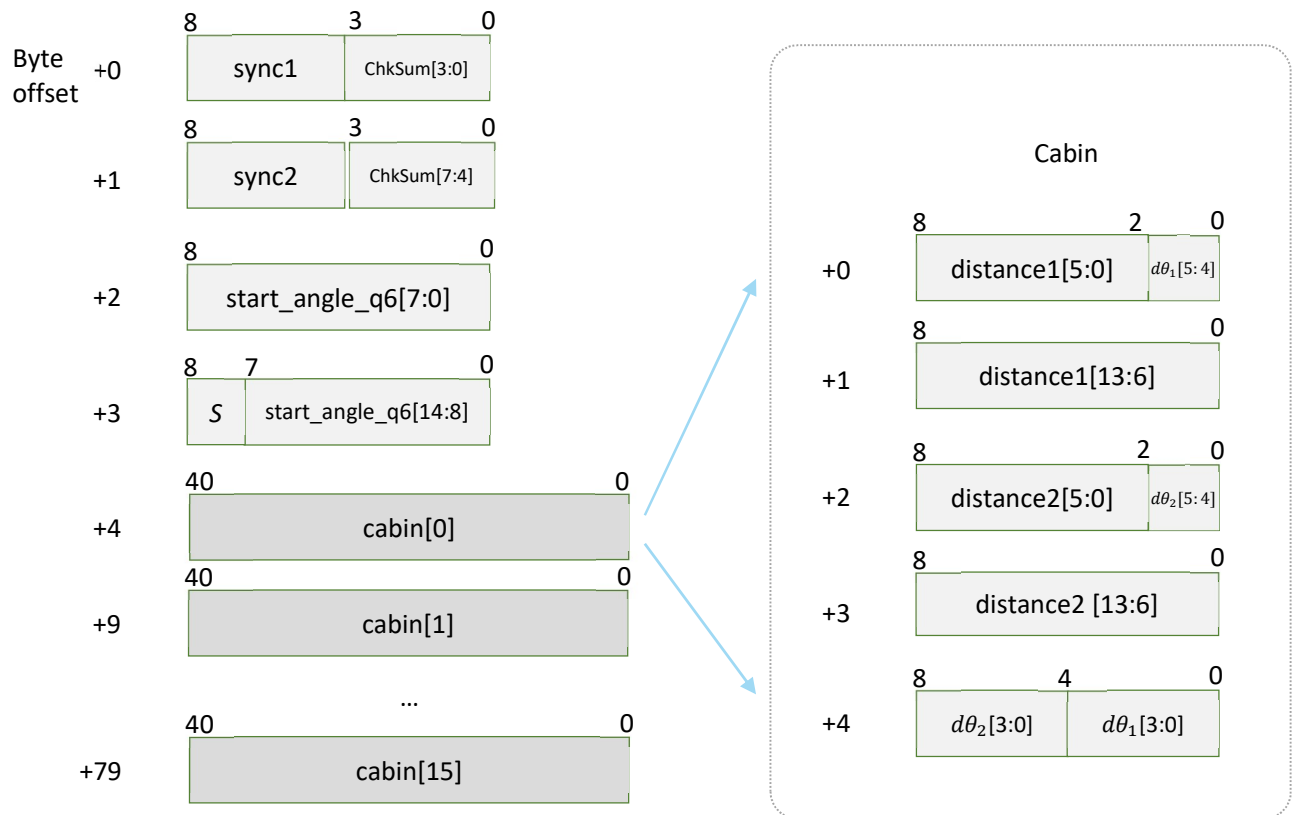 Byte
offset
8 3 0
+0 sync1 ChkSum[3:0]
8 3 0
+1 sync2 ChkSum[7:4]
8 0
+2 start_angle_q6[7:0]
8 7 0
+3 S start_angle_q6[14:8]
40 0
+4 cabin[0]
40 0
+9 cabin[1]
...
40 0
+79 cabin[15]
Cabin
8 2 0
+0 distance1[5:0] dθ₁[5:4]
8 0
+1 distance1[13:6]
8 2 0
+2 distance2[5:0] dθ₂[5:4]
8 0
+3 distance2 [13:6]
8 4 0
+4 dθ₂[3:0] dθ₁[3:0]